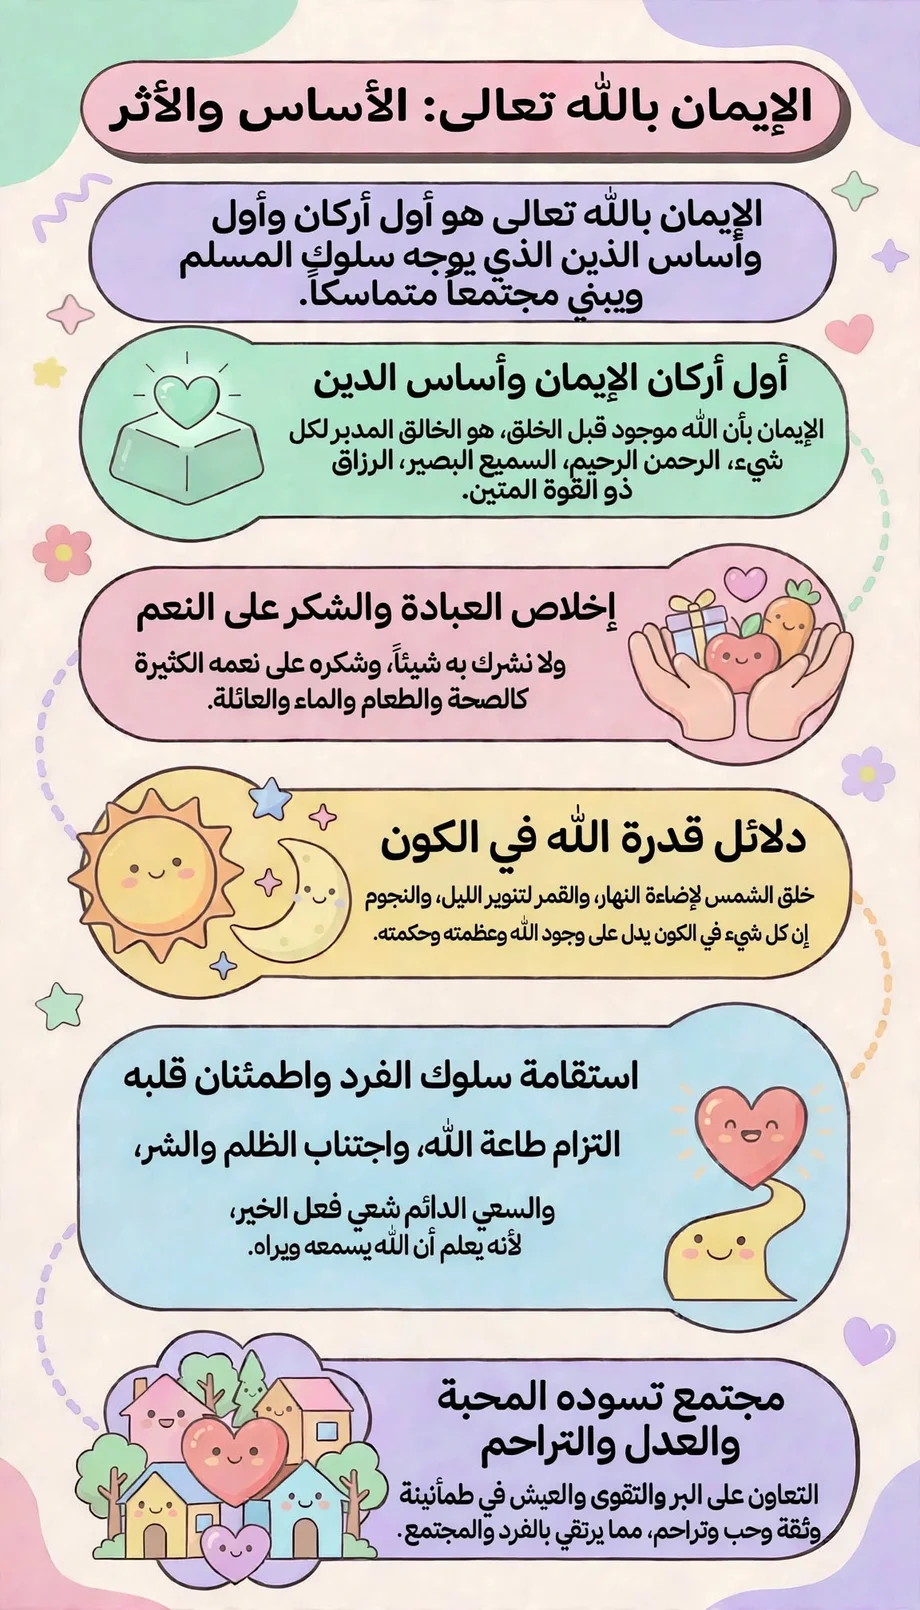 الإيمان بالله تعالى: الأساس والأثر
الإيمان بالله تعالى هو أول أركان وأول
وأساس الذين الذي يوجه سلوك المسلم
ويبني مجتمعاً متماسكاً.
أول أركان الإيمان وأساس الدين
الإيمان بأن الله موجود قبل الخلق، هو الخالق المدبر لكل
شيء، الرحمن الرحيم، السميع البصير، الرزاق
ذو القوة المتين.
إخلاص العبادة والشكر على النعم
ولا نشرك به شيئاً، وشكره على نعمه الكثيرة
كالصحة والطعام والماء والعائلة.
دلائل قدرة الله في الكون
خلق الشمس لإضاءة النهار، والقمر لتنوير الليل، والنجوم
إن كل شيء في الكون يدل على وجود الله وعظمته وحكمته.
استقامة سلوك الفرد واطمئنان قلبه
التزام طاعة الله، واجتناب الظلم والشر،
والسعي الدائم شعي فعل الخير،
لأنه يعلم أن الله يسمعه ويراه.
مجتمع تسوده المحبة
والعدل والتراحم
التعاون على البر والتقوى والعيش في طمأنينة
وثقة وحب وتراحم، مما يرتقي بالفرد والمجتمع.